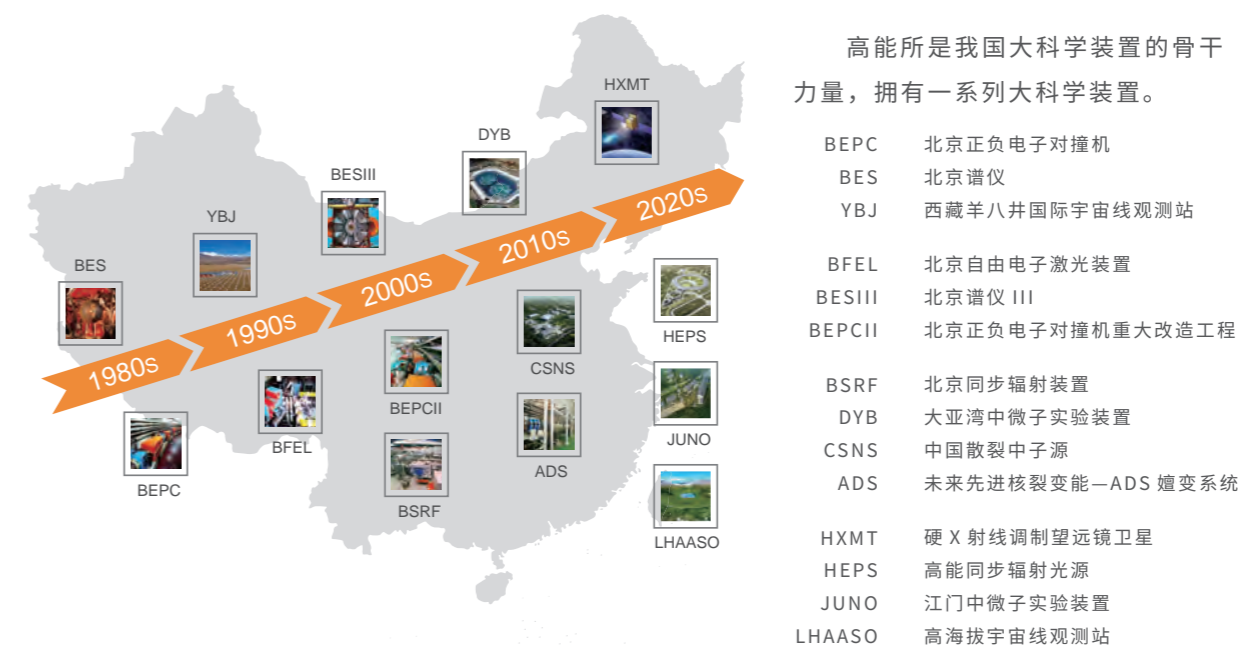 HXMT
DYB
BESIII
YBJ
BES
2020s
2010s
2000s
1990s
1980s
HEPS
CSNS
BEPCII
JUNO
BFEL
ADS
BEPC
BSRF
LHAASO
高能所是我国大科学装置的骨干
力量，拥有一系列大科学装置。
BEPC 北京正负电子对撞机
BES 北京谱仪
YBJ 西藏羊八井国际宇宙线观测站
BFEL 北京自由电子激光装置
BESIII 北京谱仪 III
BEPCII 北京正负电子对撞机重大改造工程
BSRF 北京同步辐射装置
DYB 大亚湾中微子实验装置
CSNS 中国散裂中子源
ADS 未来先进核裂变能—ADS 嬗变系统
HXMT 硬 X 射线调制望远镜卫星
HEPS 高能同步辐射光源
JUNO 江门中微子实验装置
LHAASO 高海拔宇宙线观测站